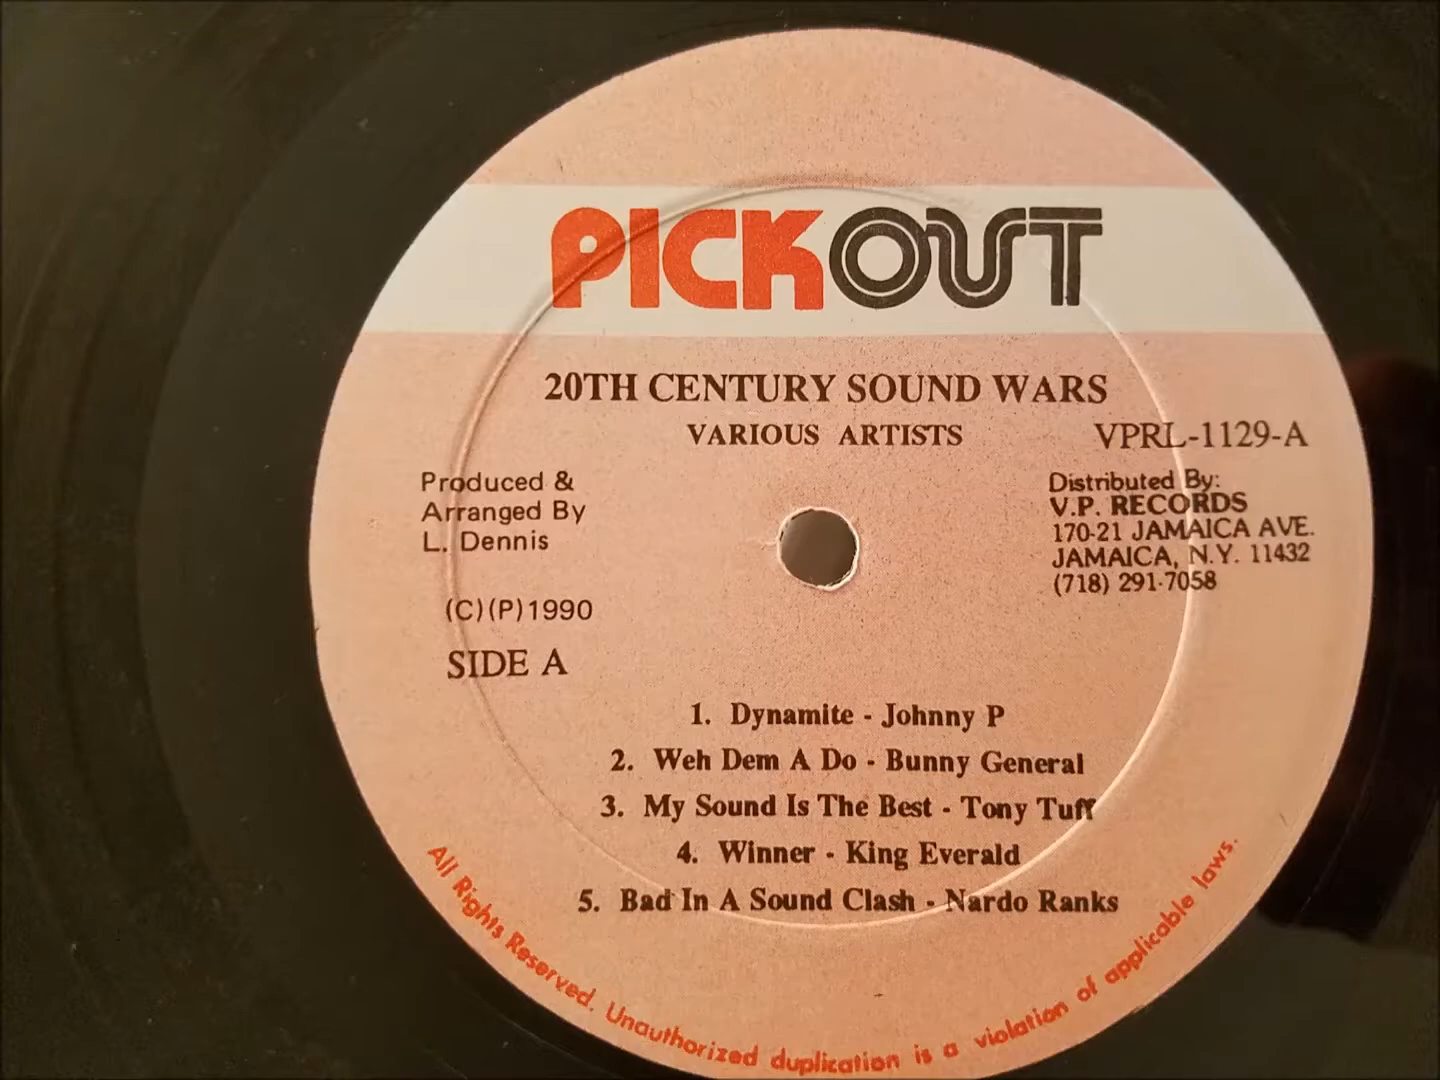 PICKOUT
20TH CENTURY SOUND WARS
VARIOUS ARTISTS
VPRL-1129-A
Produced &
Arranged By
L. Dennis
(C)(P)1990
SIDE A
Distributed By:
V.P. RECORDS
170-21 JAMAICA AVE.
JAMAICA, N.Y. 11432
(718) 291-7058
1. Dynamite - Johnny P
2. Weh Dem A Do - Bunny General
3. My Sound Is The Best - Tony Tuff
4. Winner - King Everald
5. Bad In A Sound Clash - Nardo Ranks
All Rights Reserved. Unauthorized duplication is a violation of applicable laws.